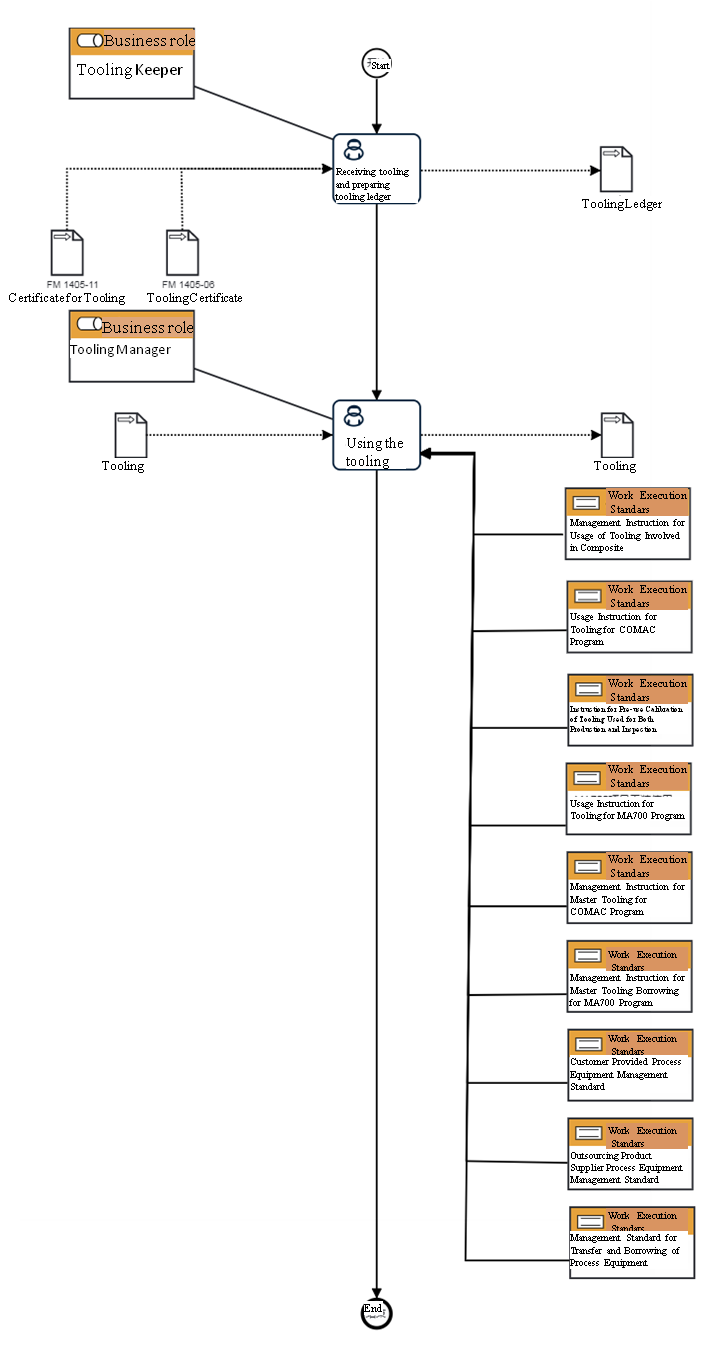 Business role
Tooling Keeper
Start
Receiving tooling
and preparing
tooling ledger
Tooling Ledger
FM 1405-11
Certificate for Tooling
FM 1405-06
Tooling Certificate
Business role
Tooling Manager
Tooling
Using the
tooling
Tooling
Work Execution
Standars
Management Instruction for
Usage of Tooling Involved
in Composite
Work Execution
Standars
Usage Instruction for
Tooling for COMAC
Program
Work Execution
Standars
Instruction for Pre-use Calibration
of Tooling Used for Both
Production and Inspection
Work Execution
Standars
Usage Instruction for
Tooling for MA700 Program
Work Execution
Standars
Management Instruction for
Master Tooling for
COMAC Program
Work Execution
Standars
Management Instruction for
Master Tooling Borrowing
for MA700 Program
Work Execution
Standars
Customer Provided Process
Equipment Management
Standard
Work Execution
Standars
Outsourcing Product
Supplier Process Equipment
Management Standard
Work Execution
Standars
Management Standard for
Transfer and Borrowing of
Process Equipment
End